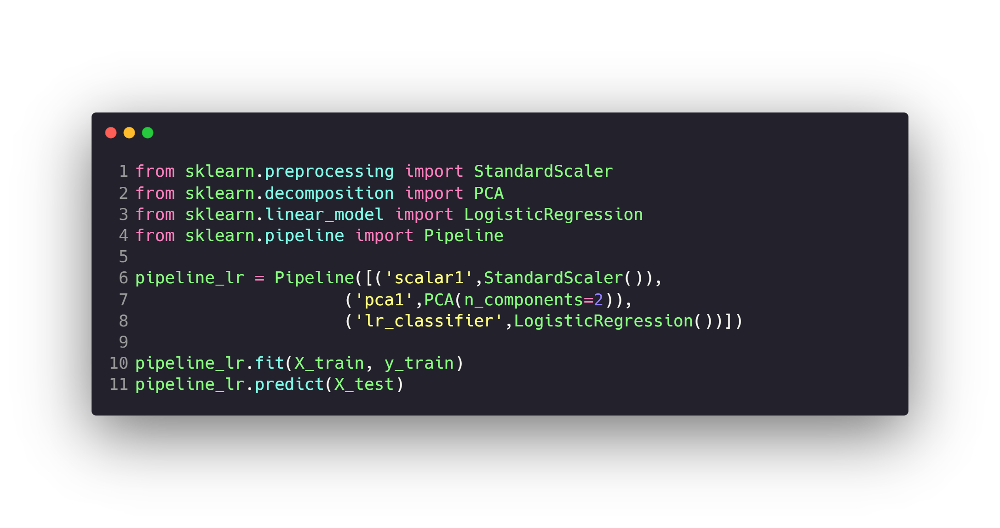 1 from sklearn.preprocessing import StandardScaler
2 from sklearn.decomposition import PCA
3 from sklearn.linear_model import LogisticRegression
4 from sklearn.pipeline import Pipeline
5
6 pipeline_lr = Pipeline([('scalar1',StandardScaler()),
7                      ('pca1',PCA(n_components=2)),
8                      ('lr_classifier',LogisticRegression())])
9
10 pipeline_lr.fit(X_train, y_train)
11 pipeline_lr.predict(X_test)